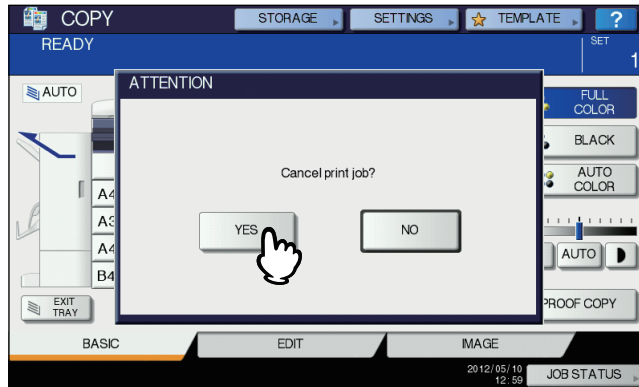 COPY
STORAGE
SETTINGS
TEMPLATE
?
READY
SET
1
AUTO
ATTENTION
FULL
COLOR
BLACK
Cancel print job?
AUTO
COLOR
A4
A3
YES
NO
A4
AUTO
B4
EXIT
TRAY
PROOF COPY
BASIC
EDIT
IMAGE
2012/05/10
12:59
JOB STATUS